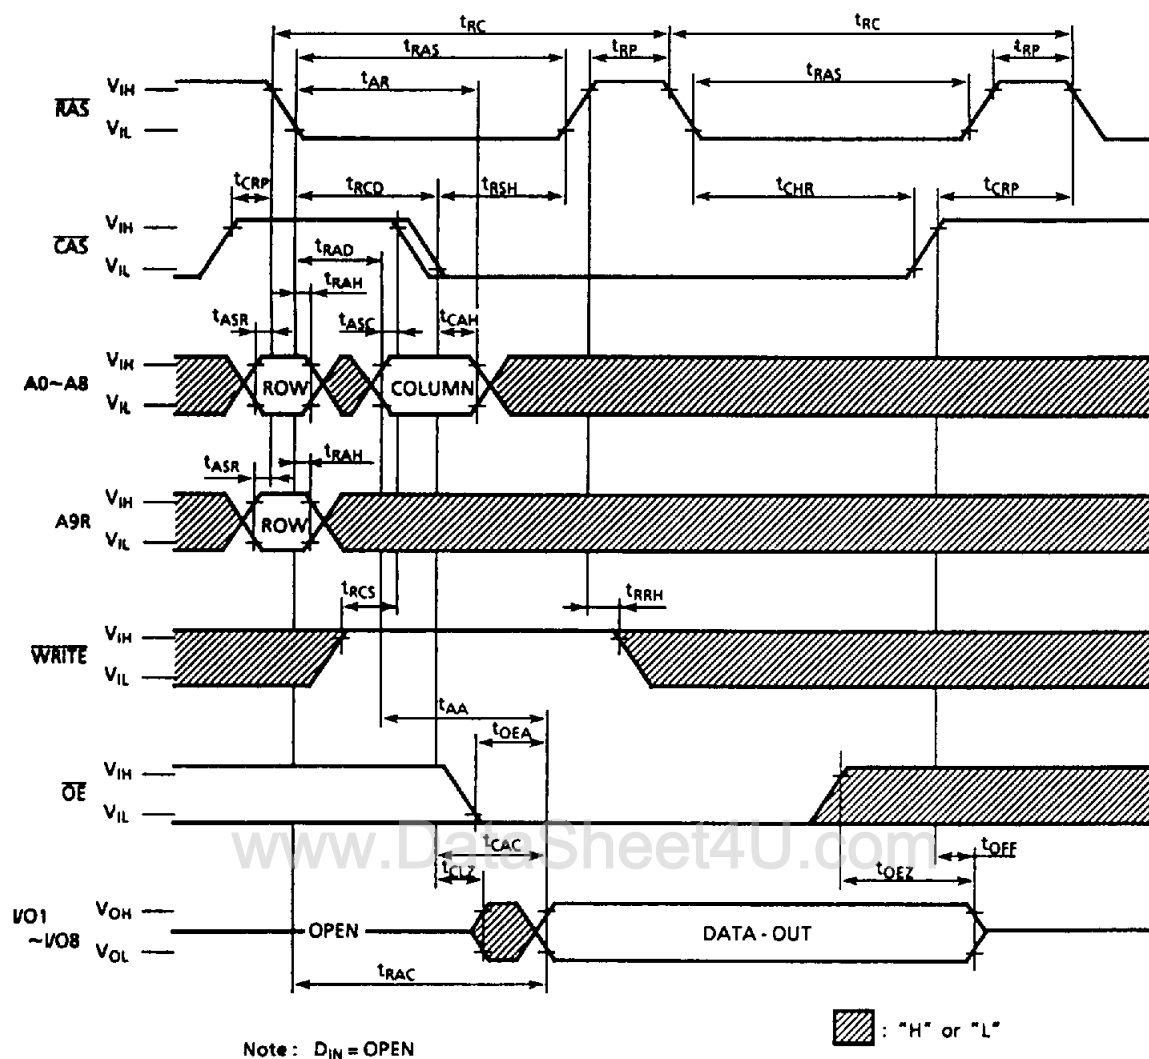 tRC tRC
tRAS tRP tRAS tRP
tAR
RAS VIH
VIL
tCRP tRCD tRSH tCHR tCRP
CAS VIH
VIL
tRAD
tRAH
tASR tASC tCAH
A0~A8 VIH
VIL
ROW COLUMN
tASR tRAH
A9R VIH
VIL
ROW
tRCS tRRH
WRITE VIH
VIL
tAA
tOEA
OE VIH
VIL
www.DataSheet4U.com
tCAC tOFF
tCLZ tOEZ
I/O1
~I/O8
VOH
VOL
OPEN DATA - OUT
tRAC
: "H" or "L"
Note : DIN = OPEN